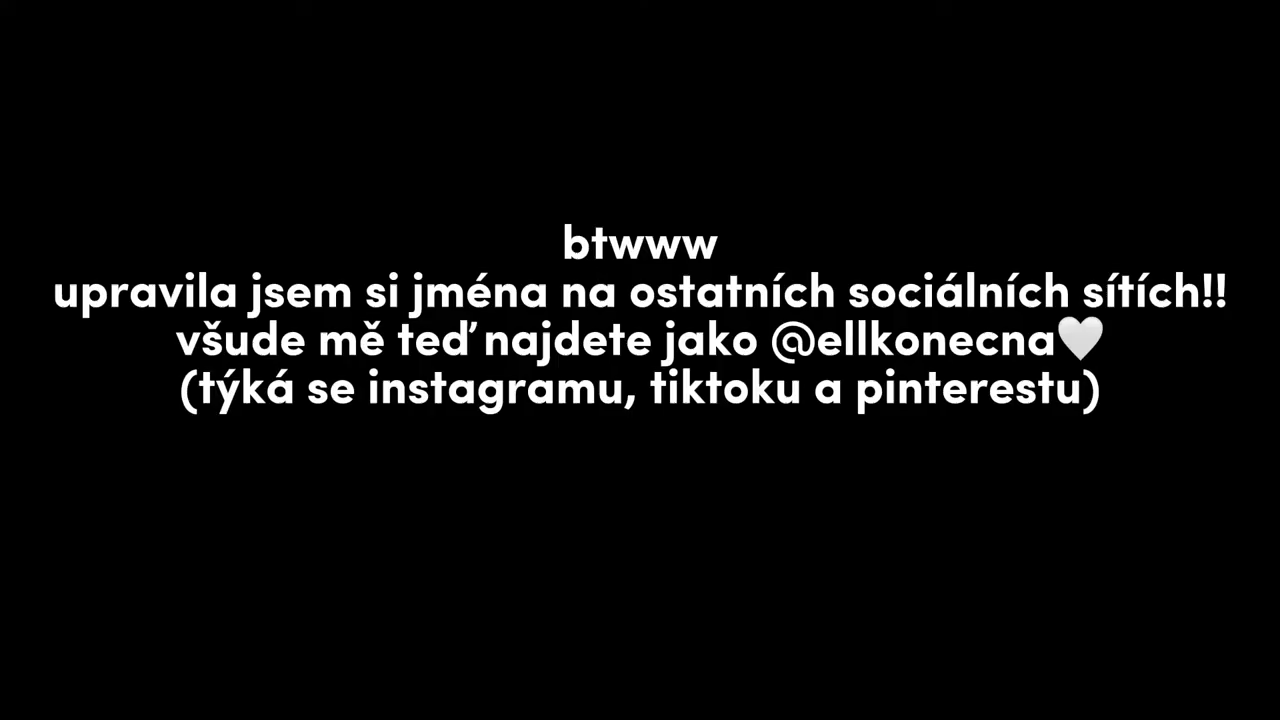 btwww
upravila jsem si jména na ostatních sociálních sítích!!
všude mě teď najdete jako @ellkonecna🤍
(týká se instagramu, tiktoku a pinterestu)